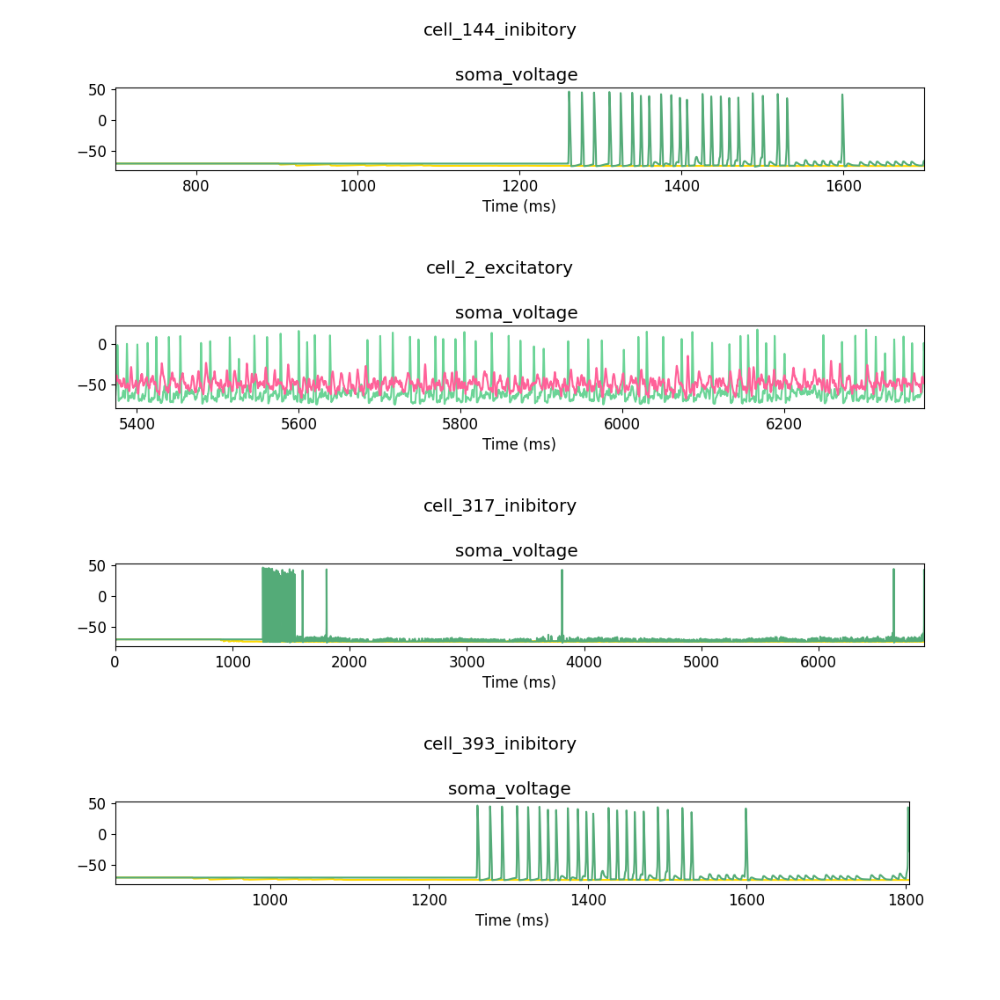 cell_144_inibitory
soma_voltage
50
0
−50
800 1000 1200 1400 1600
Time (ms)
cell_2_excitatory
soma_voltage
0
−50
5400 5600 5800 6000 6200
Time (ms)
cell_317_inibitory
soma_voltage
50
0
−50
0 1000 2000 3000 4000 5000 6000
Time (ms)
cell_393_inibitory
soma_voltage
50
0
−50
1000 1200 1400 1600 1800
Time (ms)